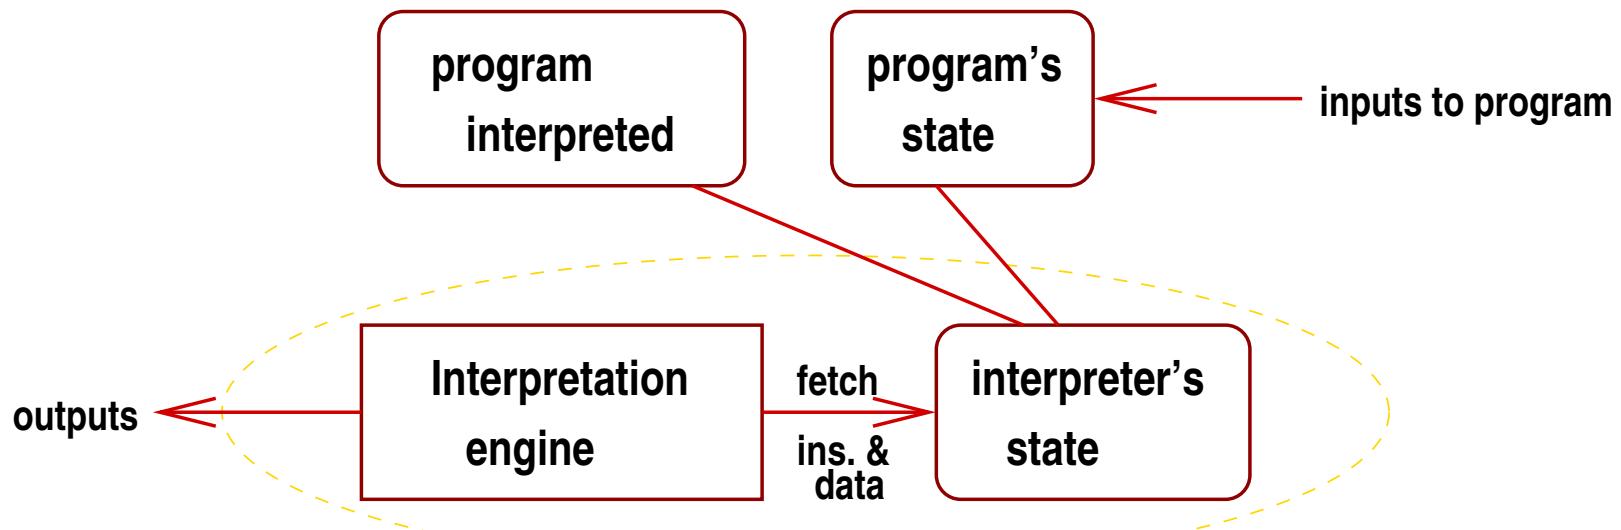 program
interpreted
program’s
state
inputs to program
outputs
Interpretation
engine
fetch
ins. &
data
interpreter’s
state